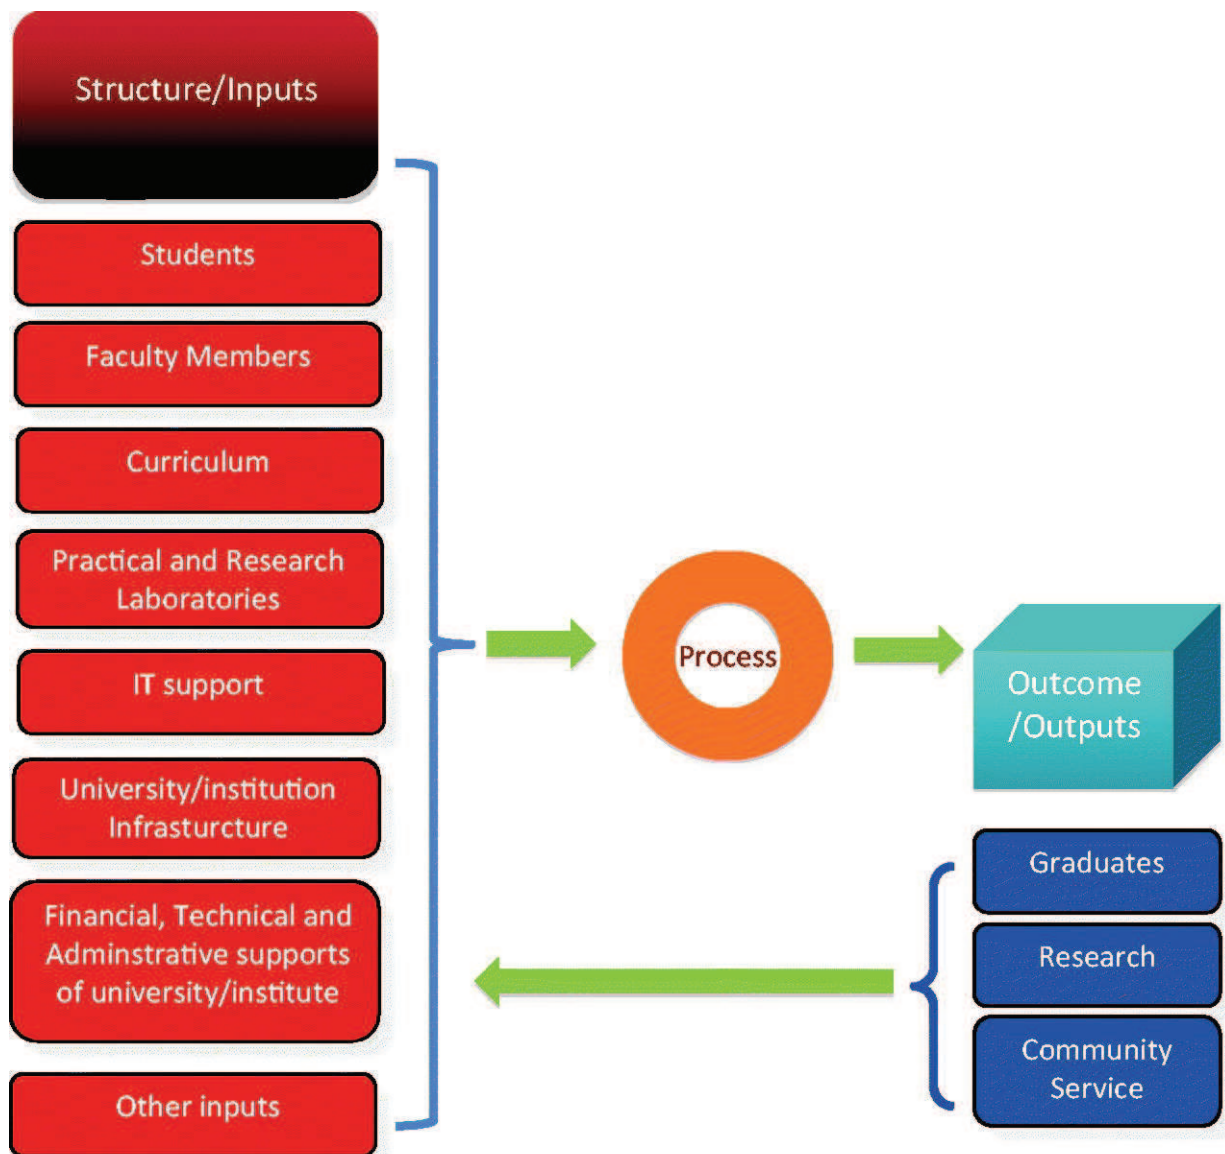 Structure/Inputs
Students
Faculty Members
Curriculum
Practical and Research
Laboratories
IT support
University/institution
Infrasturcture
Financial, Technical and
Adminstrative supports
of university/institute
Other inputs
Process
Outcome
/Outputs
Graduates
Research
Community
Service